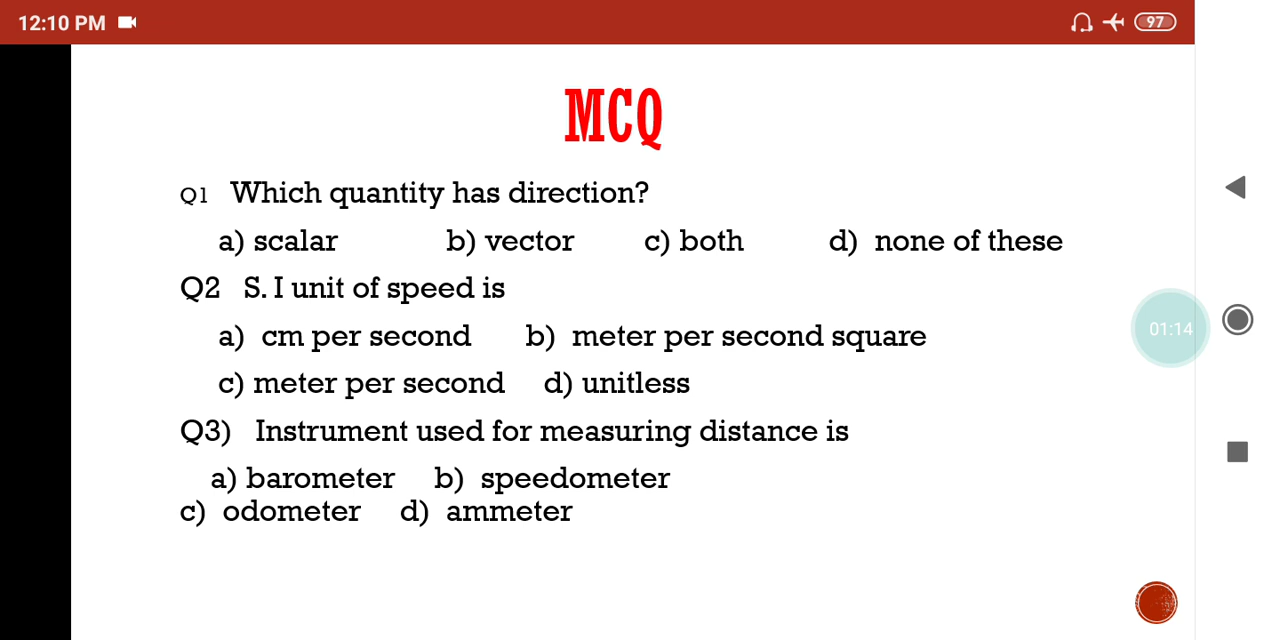 12:10 PM
97
MCQ
Q1 Which quantity has direction?
a) scalar b) vector c) both d) none of these
Q2 S. I unit of speed is
a) cm per second b) meter per second square
01:14
c) meter per second d) unitless
Q3) Instrument used for measuring distance is
a) barometer b) speedometer
c) odometer d) ammeter